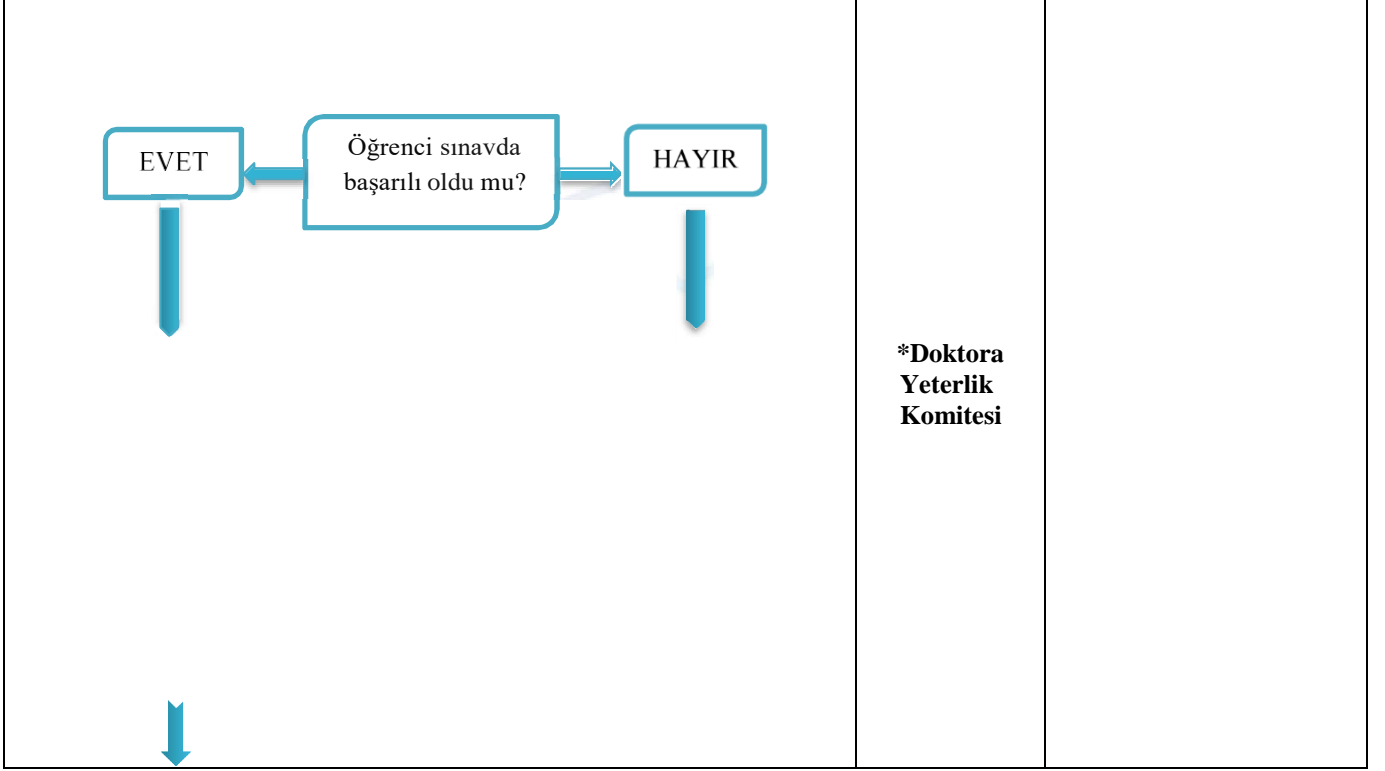 EVET
Öğrenci sınavda
başarılı oldu mu?
HAYIR
*Doktora
Yeterlik
Komitesi